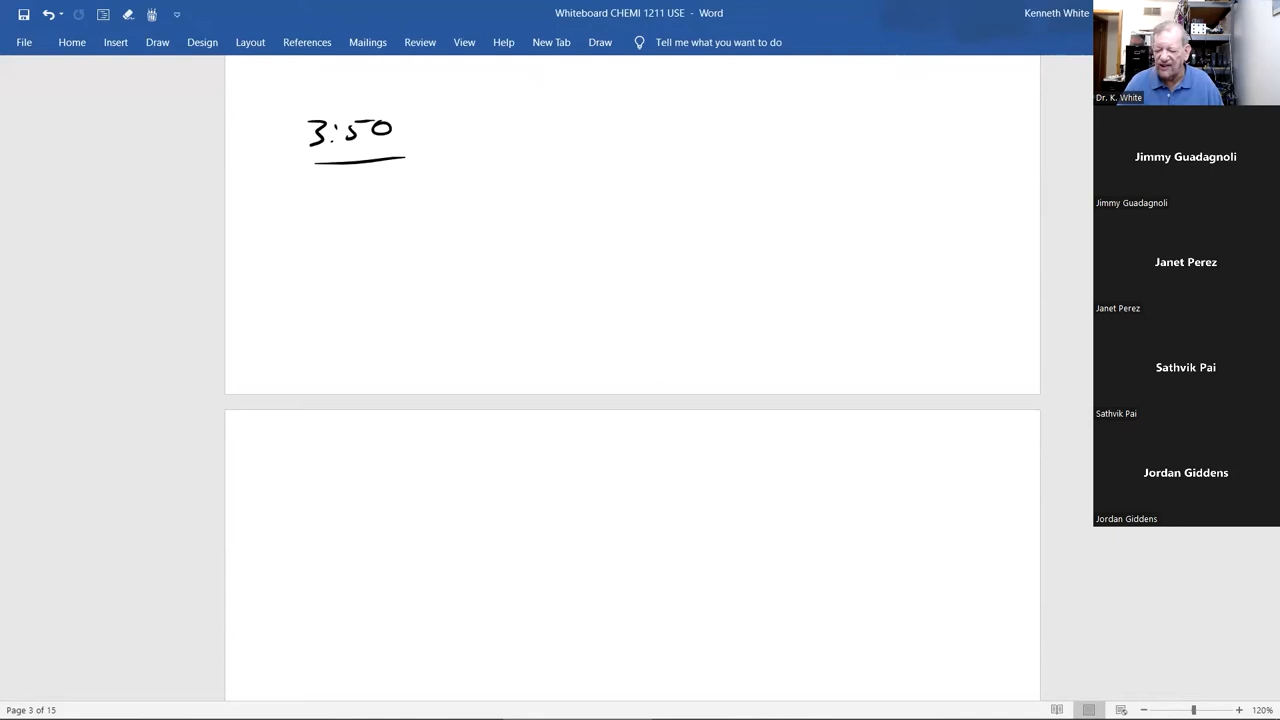 Whiteboard CHEMI 1211 USE - Word
Kenneth White
File Home Insert Draw Design Layout References Mailings Review View Help New Tab Draw Tell me what you want to do
Dr. K. White
3:50
Jimmy Guadagnoli
Jimmy Guadagnoli
Janet Perez
Janet Perez
Sathvik Pai
Sathvik Pai
Jordan Giddens
Jordan Giddens
Page 3 of 15
120%